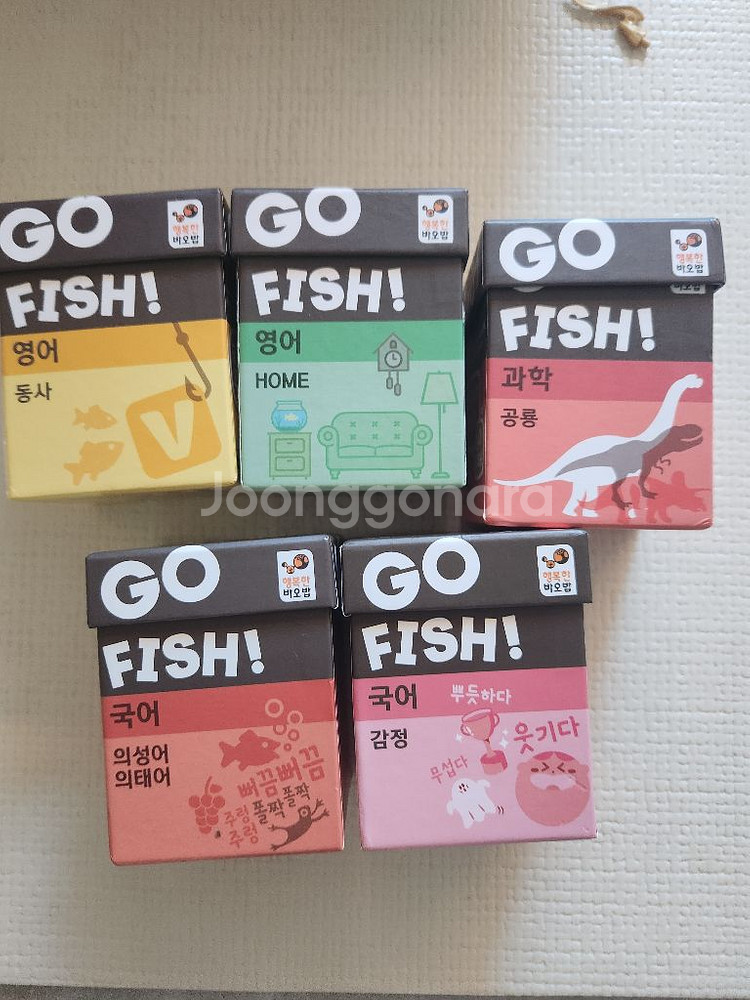 GO
FISH!
행복한
바오밥
영어
동사
V
GO
FISH!
행복한
바오밥
영어
HOME
GO
FISH!
행복한
바오밥
과학
공룡
Joonggonara
GO
FISH!
행복한
바오밥
국어
의성어
의태어
뻐끔뻐끔
주렁
주렁
폴짝폴짝
GO
FISH!
행복한
바오밥
국어
뿌듯하다
감정
웃기다
무섭다